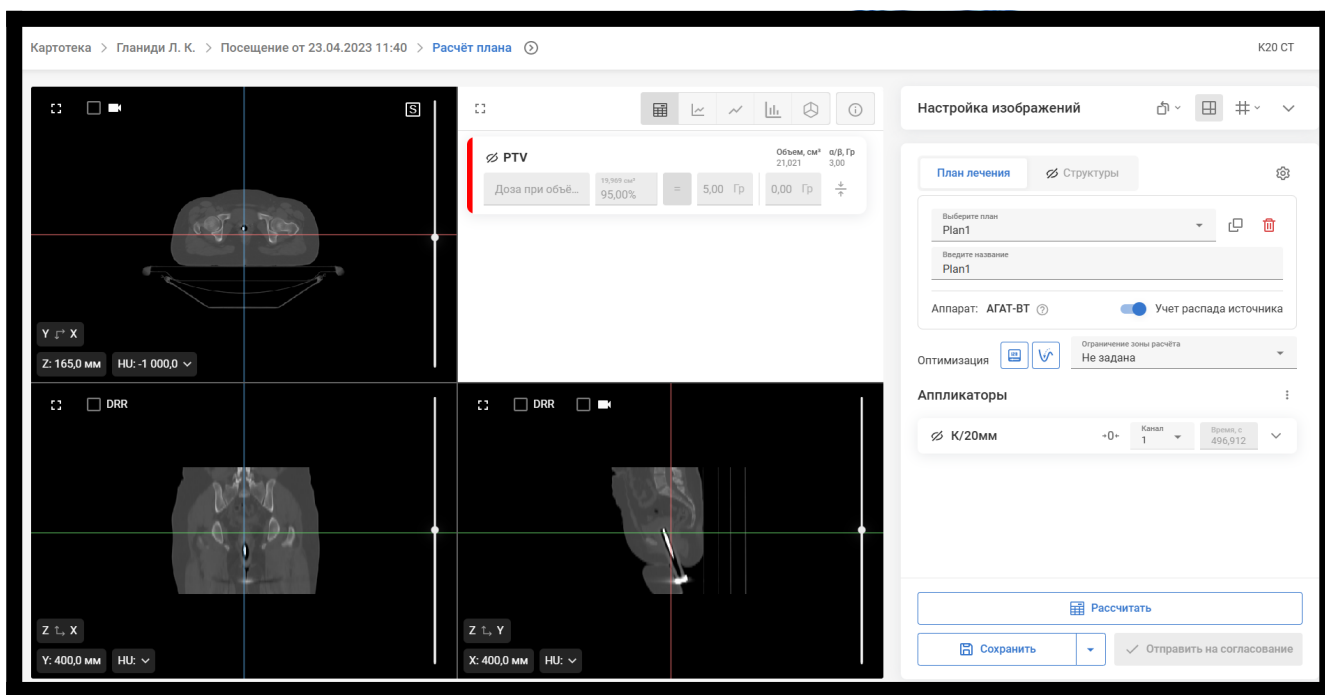 Картотека > Гланиди Л. К. > Посещение от 23.04.2023 11:40 > Расчёт плана
K20 CT
S
Y X
Z: 165,0 мм HU: -1 000,0
PTV
Объем, см³ α/β, Гр
21,021 3,00
Доза при объё... 19,969 см³ 95,00% = 5,00 Гр 0,00 Гр
DRR
Z X
Y: 400,0 мм HU:
DRR
Z Y
X: 400,0 мм HU:
Настройка изображений
План лечения Структуры
Выберите план
Plan1
Введите название
Plan1
Аппарат: АГАТ-ВТ Учет распада источника
Оптимизация
Ограничение зоны расчёта
Не задана
Аппликаторы
К/20мм
0
Канал
1
Время, с
496,912
Рассчитать
Сохранить
Отправить на согласование